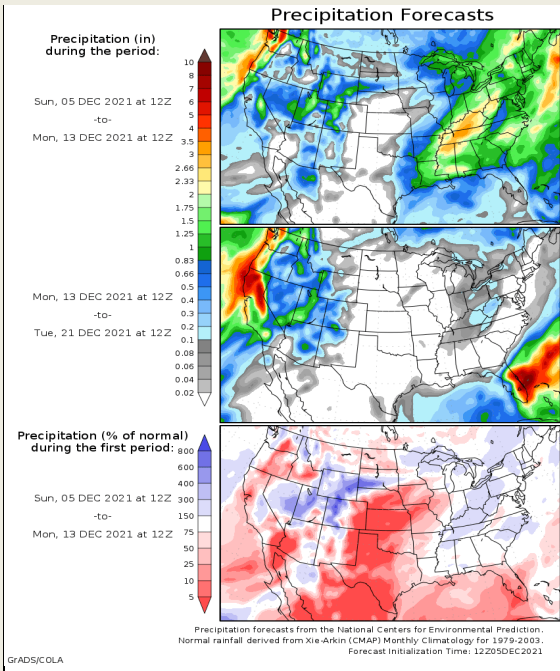 Precipitation Forecasts
Precipitation (in)
during the period:
Sun, 05 DEC 2021 at 12Z
-to-
Mon, 13 DEC 2021 at 12Z
10
8
7
6
5
4
3.5
3
2.66
2.33
2
1.75
1.5
1.25
1
0.83
0.66
0.5
0.4
0.3
0.2
0.1
0.08
0.06
0.04
0.02
Mon, 13 DEC 2021 at 12Z
-to-
Tue, 21 DEC 2021 at 12Z
Precipitation (% of normal)
during the first period:
Sun, 05 DEC 2021 at 12Z
-to-
Mon, 13 DEC 2021 at 12Z
800
600
400
300
150
75
50
25
10
5
Precipitation forecasts from the National Centers for Environmental Prediction.
Normal rainfall derived from Xie-Arkin (CMAP) Monthly Climatology for 1979-2003.
Forecast Initialization Time: 12Z05DEC2021
GrADS/COLA